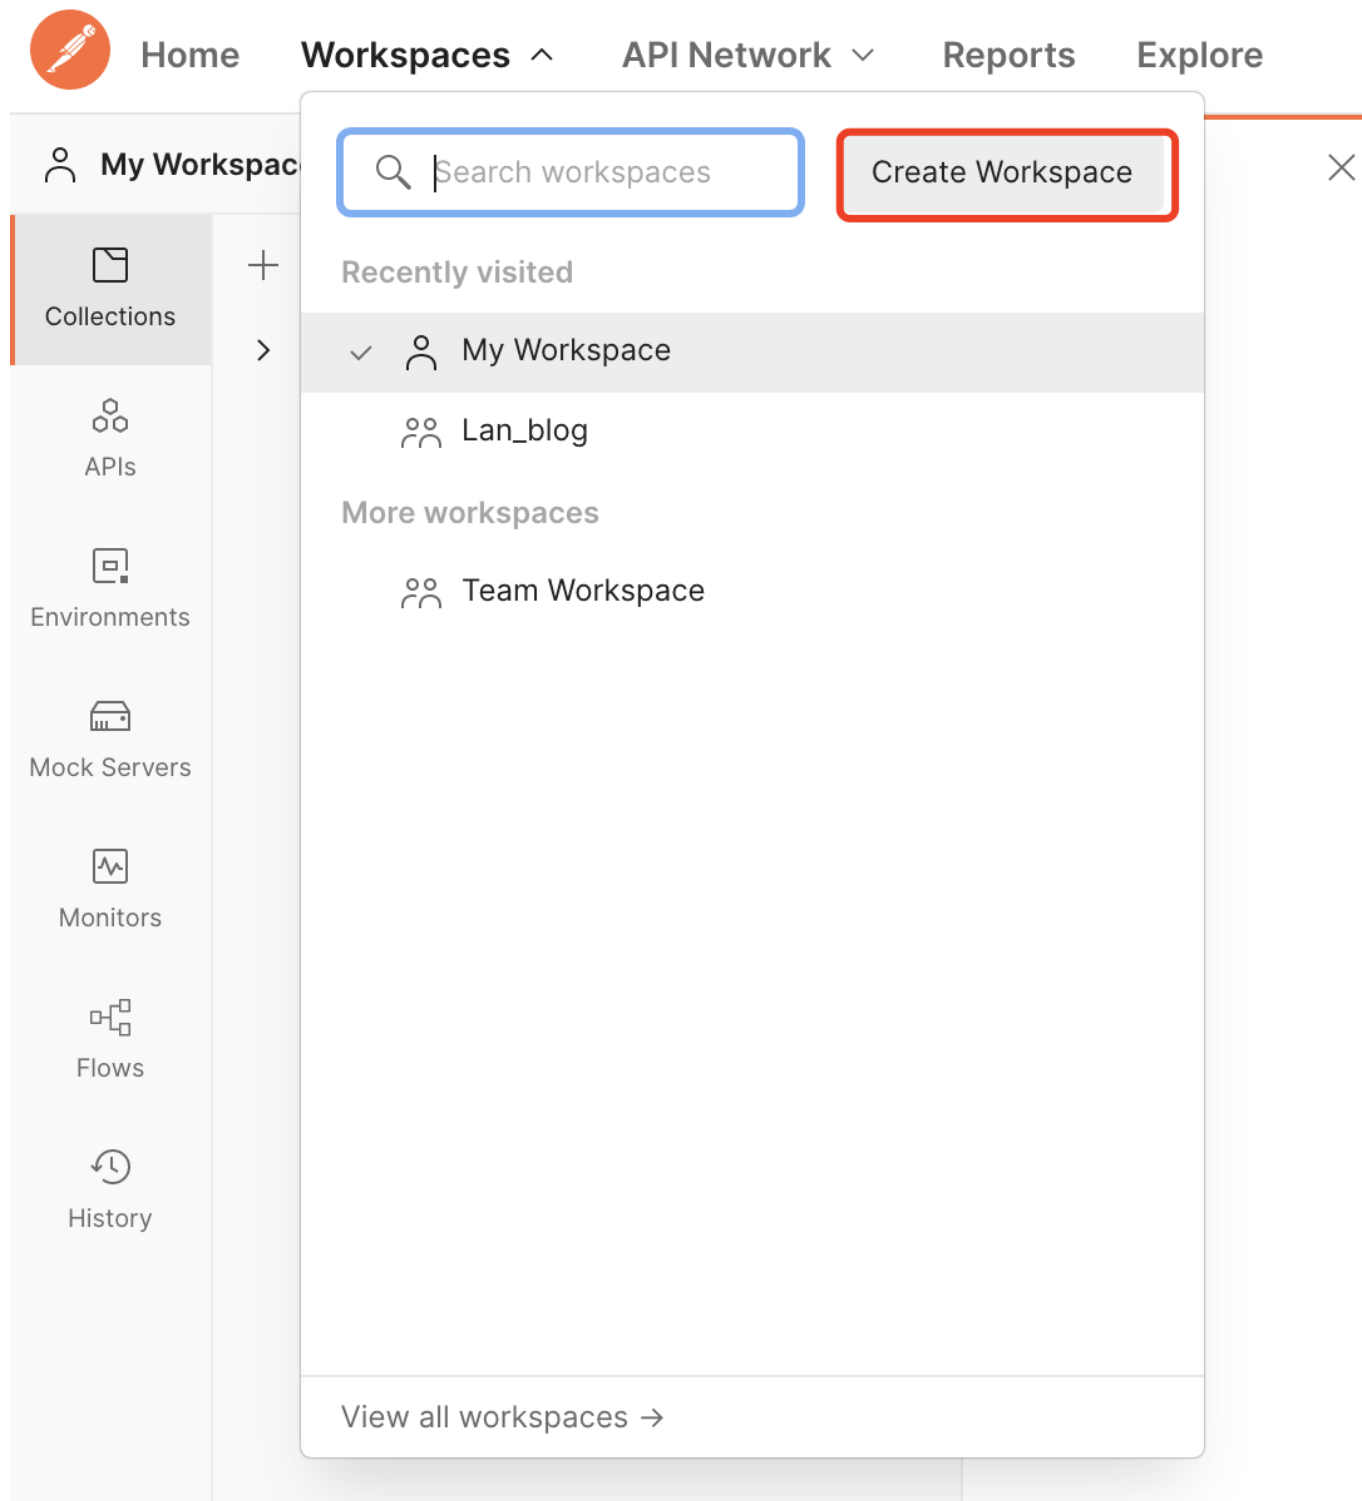 Home Workspaces API Network Reports Explore
My Workspac
Search workspaces
Create Workspace
Recently visited
My Workspace
Lan_blog
More workspaces
Team Workspace
View all workspaces →
Collections
APIs
Environments
Mock Servers
Monitors
Flows
History